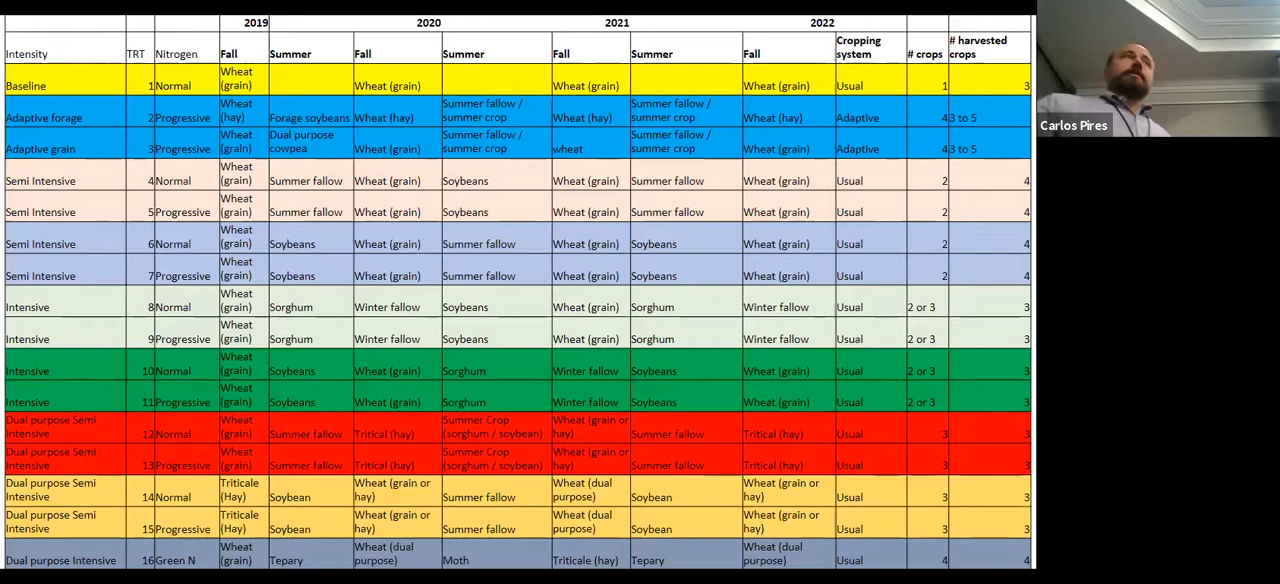 2019 2020 2021 2022
Intensity TRT Nitrogen Fall Summer Fall Summer Fall Summer Fall Cropping system # crops # harvested crops
Baseline 1 Normal Wheat (grain) Wheat (grain) Wheat (grain) Wheat (grain) Usual 1 3
Adaptive forage 2 Progressive Wheat (hay) Forage soybeans Wheat (hay) Summer fallow / summer crop Wheat (hay) Summer fallow / summer crop Wheat (hay) Adaptive 4 3 to 5
Adaptive grain 3 Progressive Wheat (grain) Dual purpose cowpea Wheat (grain) Summer fallow / summer crop wheat Summer fallow / summer crop Wheat (grain) Adaptive 4 3 to 5
Semi Intensive 4 Normal Wheat (grain) Summer fallow Wheat (grain) Soybeans Wheat (grain) Summer fallow Wheat (grain) Usual 2 4
Semi Intensive 5 Progressive Wheat (grain) Summer fallow Wheat (grain) Soybeans Wheat (grain) Summer fallow Wheat (grain) Usual 2 4
Semi Intensive 6 Normal Wheat (grain) Soybeans Wheat (grain) Summer fallow Wheat (grain) Soybeans Wheat (grain) Usual 2 4
Semi Intensive 7 Progressive Wheat (grain) Soybeans Wheat (grain) Summer fallow Wheat (grain) Soybeans Wheat (grain) Usual 2 4
Intensive 8 Normal Wheat (grain) Sorghum Winter fallow Soybeans Wheat (grain) Sorghum Winter fallow Usual 2 or 3 3
Intensive 9 Progressive Wheat (grain) Sorghum Winter fallow Soybeans Wheat (grain) Sorghum Winter fallow Usual 2 or 3 3
Intensive 10 Normal Wheat (grain) Soybeans Wheat (grain) Sorghum Winter fallow Soybeans Wheat (grain) Usual 2 or 3 3
Intensive 11 Progressive Wheat (grain) Soybeans Wheat (grain) Sorghum Winter fallow Soybeans Wheat (grain) Usual 2 or 3 3
Dual purpose Semi Intensive 12 Normal Wheat (grain) Summer fallow Tritical (hay) Summer Crop (sorghum / soybean) Wheat (grain or hay) Summer fallow Tritical (hay) Usual 3 3
Dual purpose Semi Intensive 13 Progressive Wheat (grain) Summer fallow Tritical (hay) Summer Crop (sorghum / soybean) Wheat (grain or hay) Summer fallow Tritical (hay) Usual 3 3
Dual purpose Semi Intensive 14 Normal Triticale (Hay) Soybean Wheat (grain or hay) Summer fallow Wheat (dual purpose) Soybean Wheat (grain or hay) Usual 3 3
Dual purpose Semi Intensive 15 Progressive Triticale (Hay) Soybean Wheat (grain or hay) Summer fallow Wheat (dual purpose) Soybean Wheat (grain or hay) Usual 3 3
Dual purpose Intensive 16 Green N Wheat (grain) Tepary Wheat (dual purpose) Moth Triticale (hay) Tepary Wheat (dual purpose) Usual 4 4
Carlos Pires